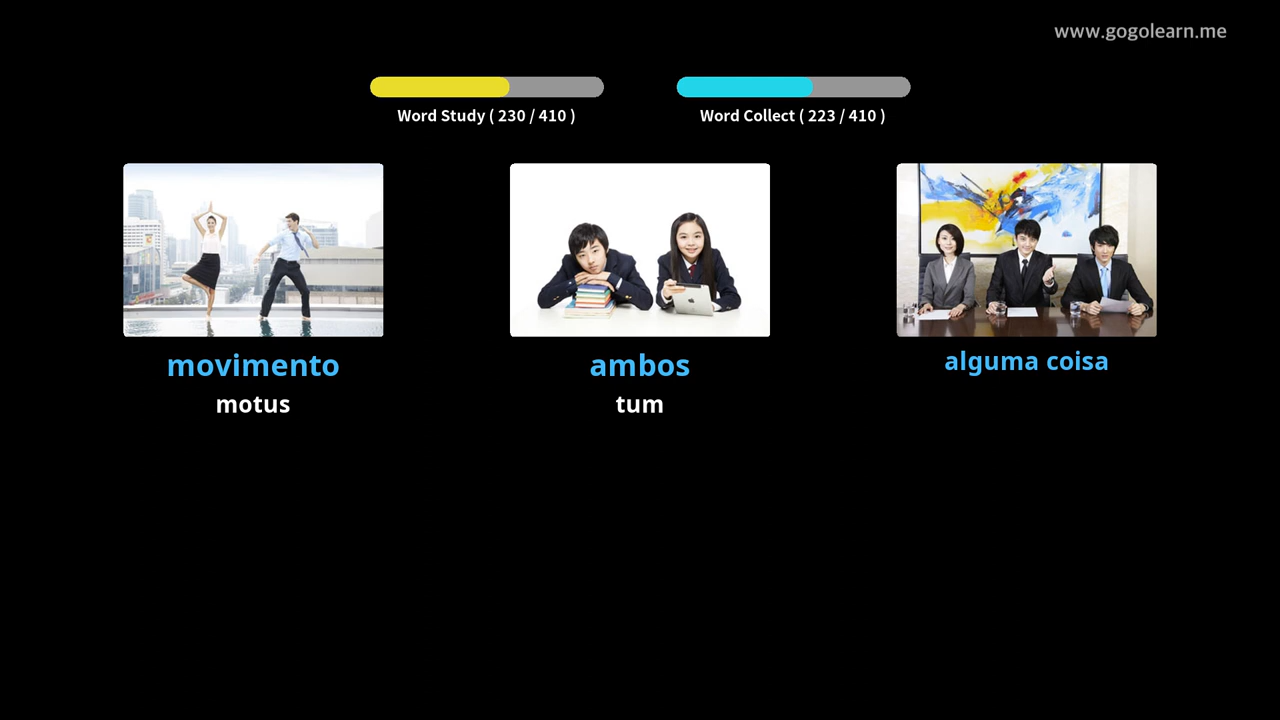 www.gogolearn.me
Word Study ( 230 / 410 )
Word Collect ( 223 / 410 )
movimento
motus
ambos
tum
alguma coisa